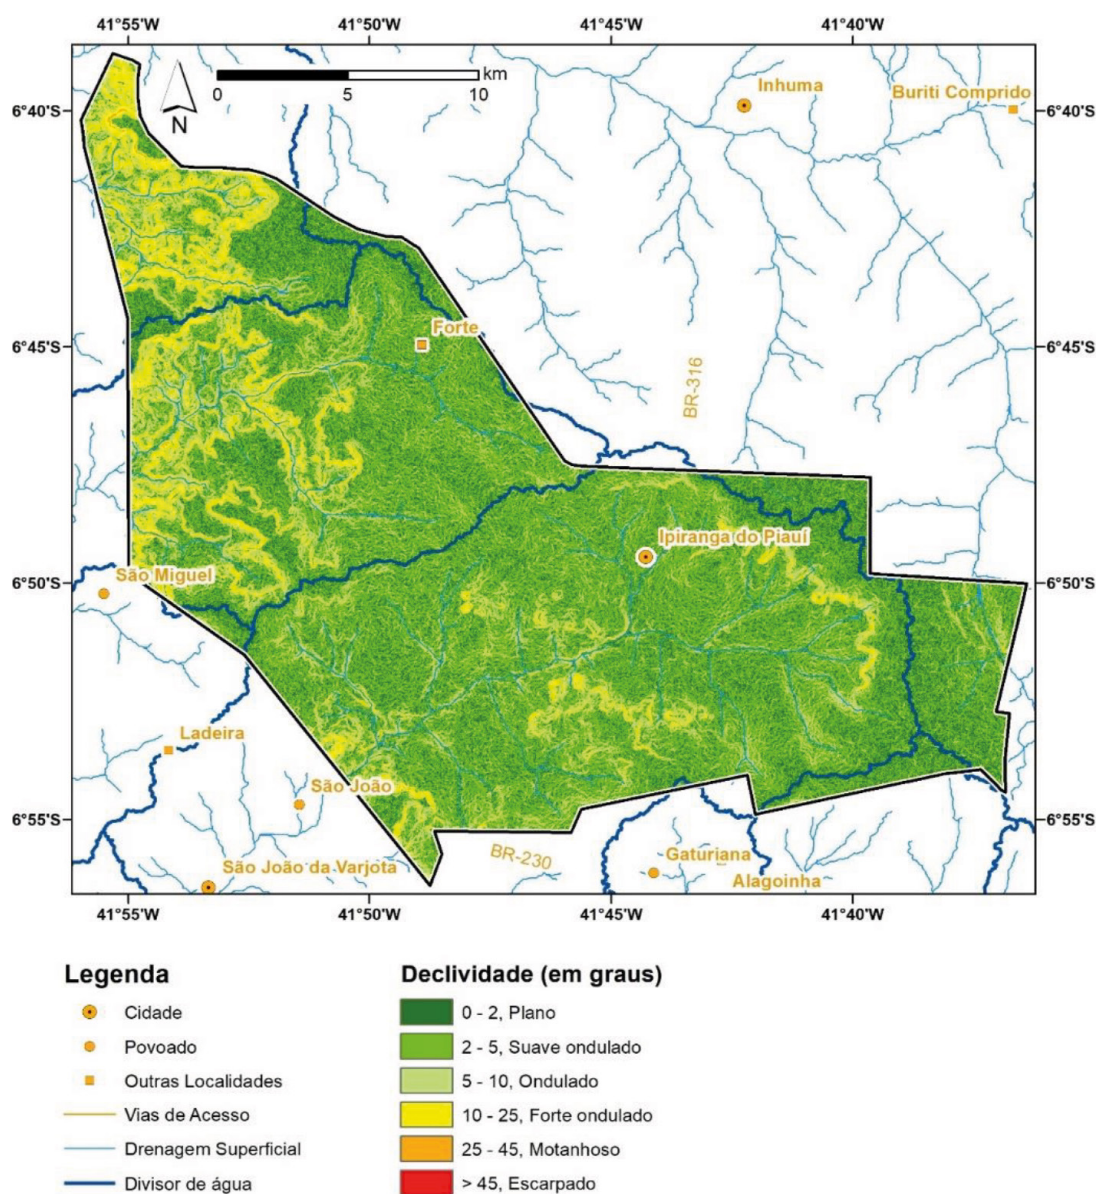 41°55'W 41°50'W 41°45'W 41°40'W
km
0 5 10
N
Inhuma
Buriti Comprido
6°40'S 6°40'S
Forte
6°45'S 6°45'S
BR-316
Ipiranga do Piauí
6°50'S 6°50'S
São Miguel
Ladeira
São João
6°55'S 6°55'S
São João da Varjota
BR-230
Gaturiana
Alagoinha
41°55'W 41°50'W 41°45'W 41°40'W
Legenda
Cidade
Povoado
Outras Localidades
Vias de Acesso
Drenagem Superficial
Divisor de água
Declividade (em graus)
0 - 2, Plano
2 - 5, Suave ondulado
5 - 10, Ondulado
10 - 25, Forte ondulado
25 - 45, Motanhoso
> 45, Escarpado